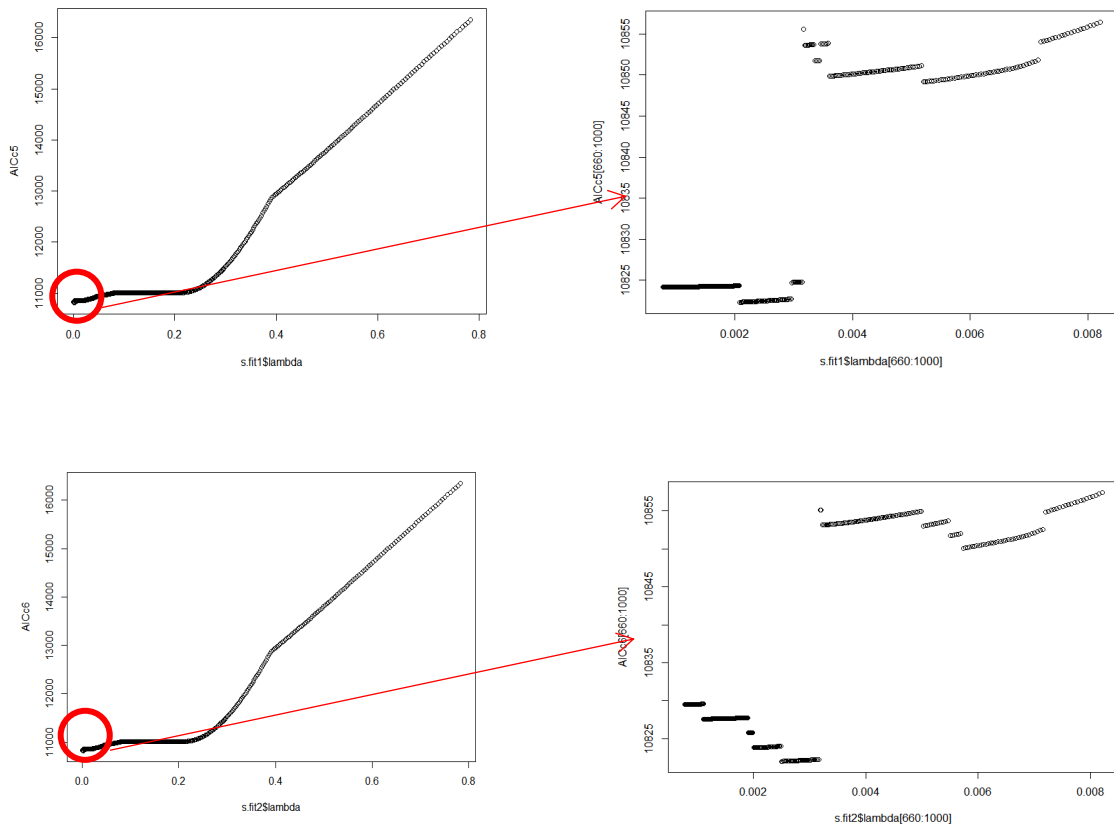 AICc5
16000
15000
14000
13000
12000
11000
0.0 0.2 0.4 0.6 0.8
s.fit1$lambda
AICc5[660:1000]
10855
10850
10845
10840
10835
10830
10825
0.002 0.004 0.006 0.008
s.fit1$lambda[660:1000]
AICc6
16000
15000
14000
13000
12000
11000
0.0 0.2 0.4 0.6 0.8
s.fit2$lambda
AICc6[660:1000]
10855
10845
10835
10825
0.002 0.004 0.006 0.008
s.fit2$lambda[660:1000]